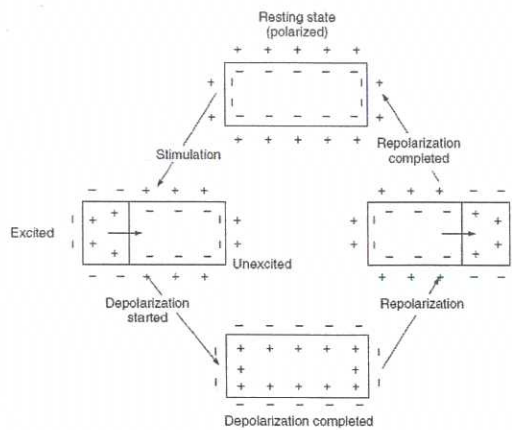 Resting state
(polarized)
+ + + + +
+ − − − − − +
+ +
+ + + + +
Stimulation
Repolarization
completed
− − + + +
+ + + − −
Excited
+ + − − − +
+ − − − + +
+ + − − − +
+ − − − + +
Unexcited
− − + + +
+ + + − −
Depolarization
started
Repolarization
− − − − −
+ + + + +
+ +
+ + + + +
− − − − −
Depolarization completed